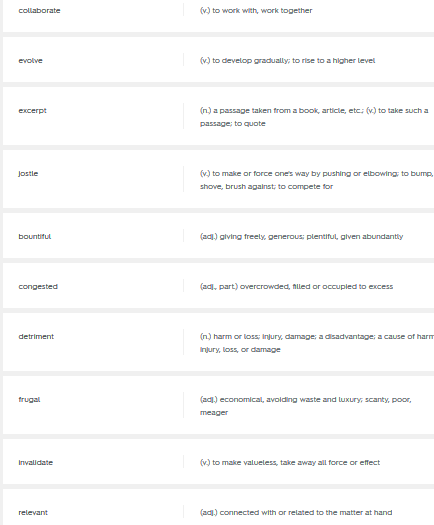 collaborate
(v.) to work with, work together
evolve
(v.) to develop gradually; to rise to a higher level
excerpt
(n.) a passage taken from a book, article, etc.; (v.) to take such a
passage; to quote
jostle
(v.) to make or force one's way by pushing or elbowing; to bump,
shove, brush against; to compete for
bountiful
(adj.) giving freely, generous; plentiful, given abundantly
congested
(adj., part.) overcrowded, filled or occupied to excess
detriment
(n.) harm or loss; injury, damage; a disadvantage; a cause of harm
injury, loss, or damage
frugal
(adj.) economical, avoiding waste and luxury; scanty, poor,
meager
invalidate
(v.) to make valueless, take away all force or effect
relevant
(adj.) connected with or related to the matter at hand